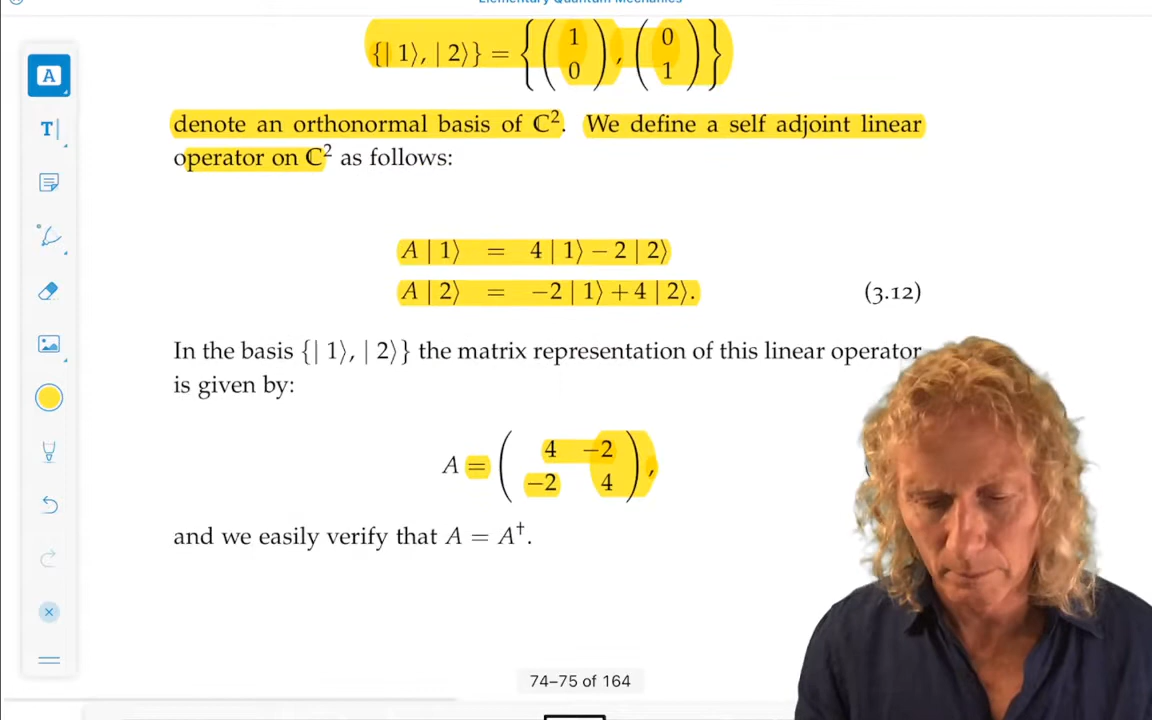 Elementary Quantum Mechanics
{| 1⟩, | 2⟩} = { ( 1 0 ) , ( 0 1 ) }
denote an orthonormal basis of ℂ². We define a self adjoint linear
operator on ℂ² as follows:
A | 1⟩ = 4 | 1⟩ − 2 | 2⟩
A | 2⟩ = −2 | 1⟩ + 4 | 2⟩. (3.12)
In the basis {| 1⟩, | 2⟩} the matrix representation of this linear operator
is given by:
A = ( 4 −2
−2 4 ) ,
and we easily verify that A = A†.
74–75 of 164
A
T